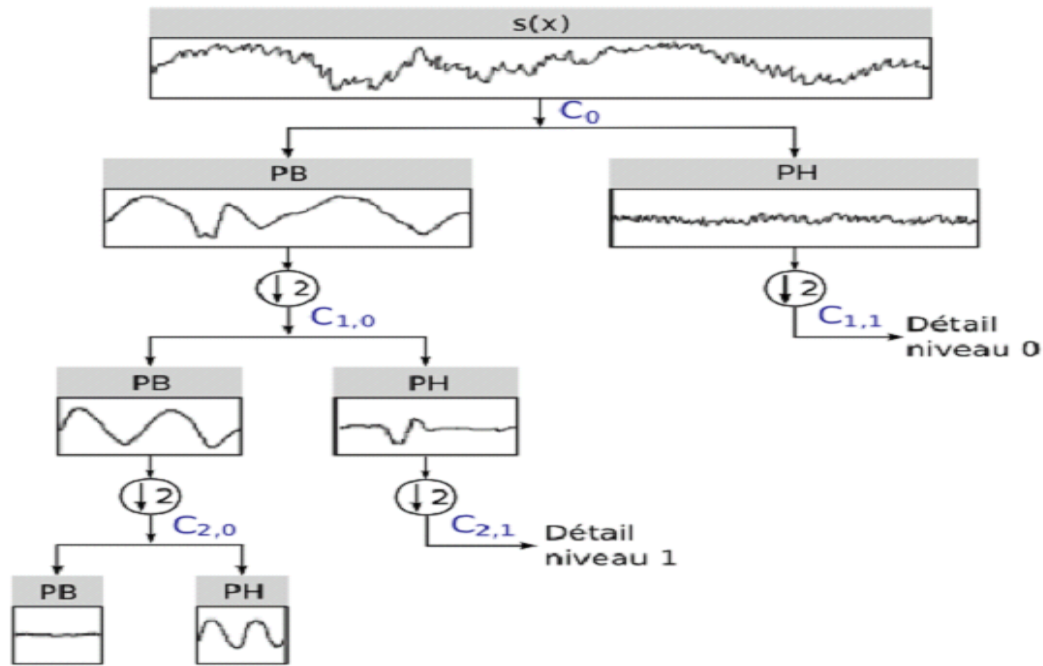 s(x)
C0
PB
PH
↓2
↓2
C1,0
C1,1
Détail
niveau 0
PB
PH
↓2
↓2
C2,0
C2,1
Détail
niveau 1
PB
PH